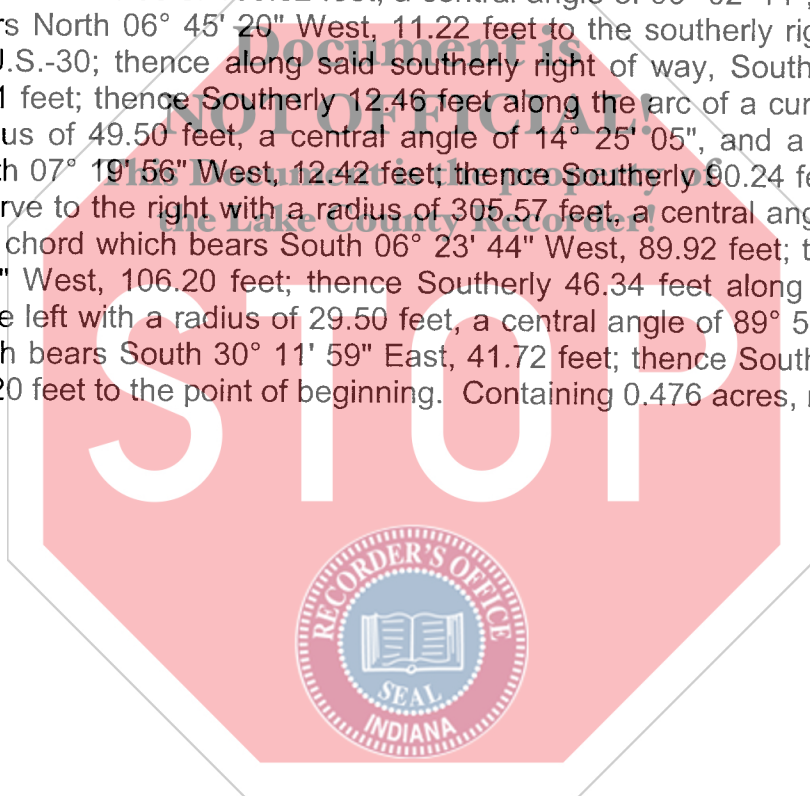 rs North 06° 45' 20" West, 11.22 feet to the southerly rig
Document is
J.S.-30; thence along said southerly right of way, South
1 feet; thence Southerly 12.46 feet along the arc of a cur
NOT OFFICIAL!
us of 49.50 feet, a central angle of 14° 25' 05", and a
th 07° 19' 56" West, 12.42 feet; thence Southerly 90.24 fe
This Document is the property of
rve to the right with a radius of 305.57 feet, a central ang
the Lake County Recorder!
chord which bears South 06° 23' 44" West, 89.92 feet; t
" West, 106.20 feet; thence Southerly 46.34 feet along
e left with a radius of 29.50 feet, a central angle of 89° 5
h bears South 30° 11' 59" East, 41.72 feet; thence South
20 feet to the point of beginning. Containing 0.476 acres,
STOP
RECORDER'S OFFICE
SEAL
INDIANA